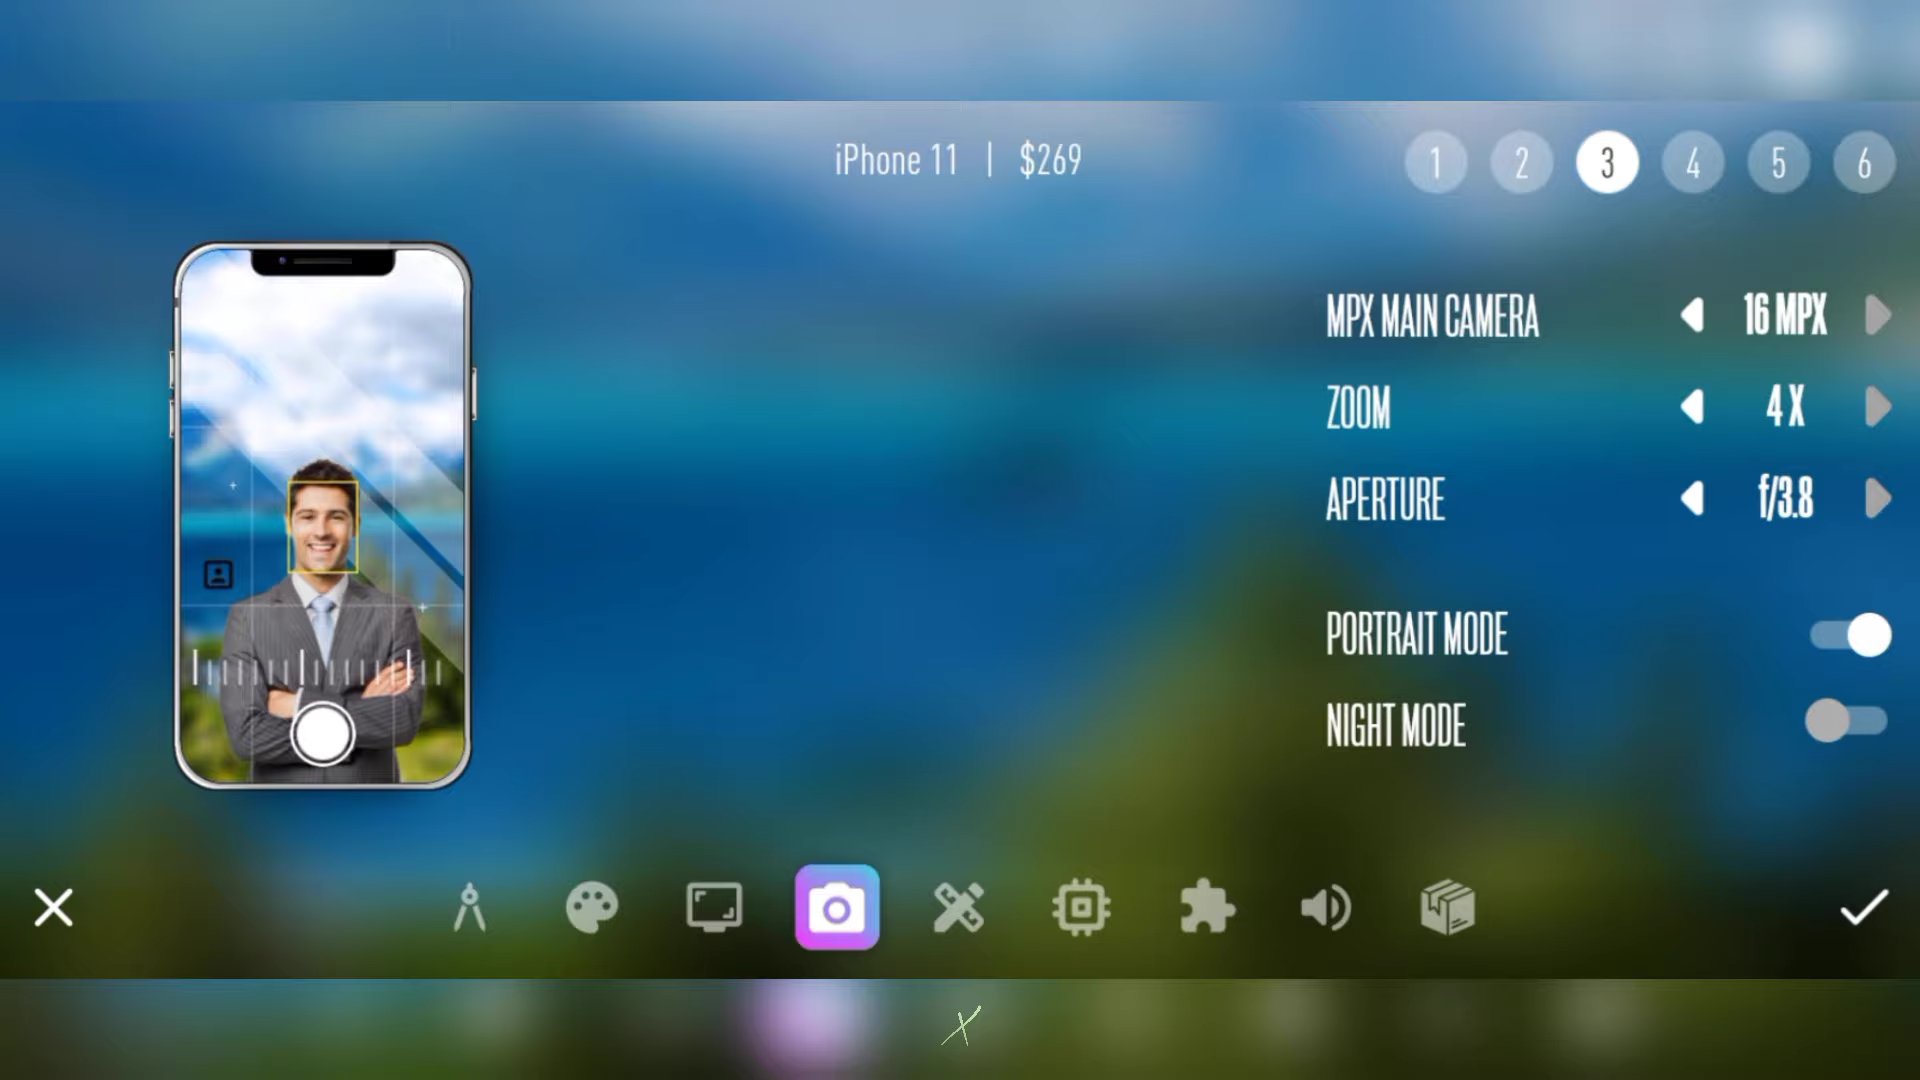 iPhone 11 | $269
1 2 3 4 5 6
MPX MAIN CAMERA 16 MPX
ZOOM 4 X
APERTURE f/3.8
PORTRAIT MODE
NIGHT MODE